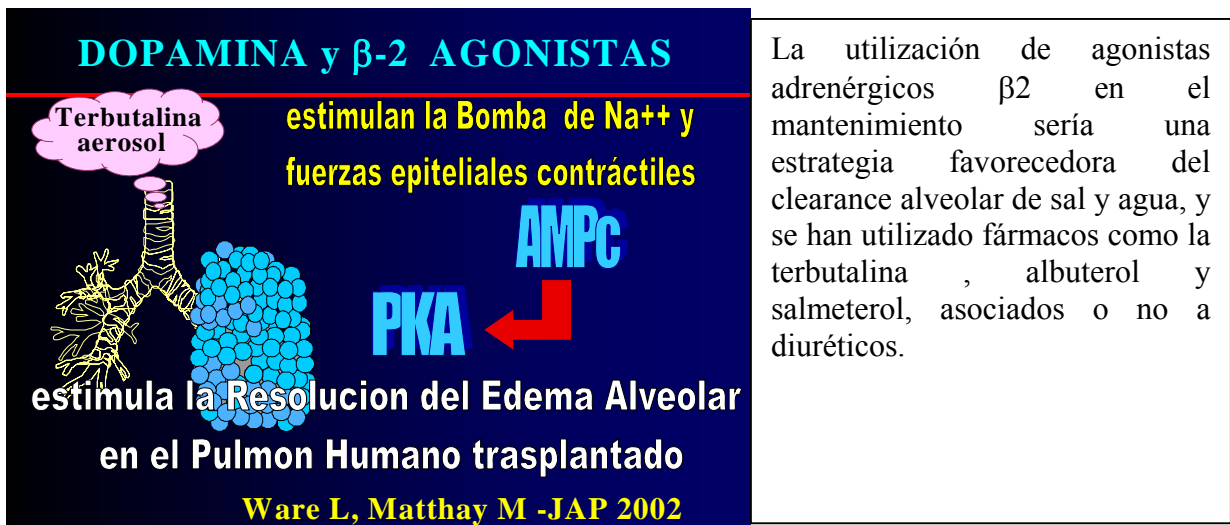 DOPAMINA y β-2 AGONISTAS
Terbutalina
aerosol
estimulan la Bomba de Na++ y
fuerzas epiteliales contráctiles
AMPc
PKA
estimula la Resolucion del Edema Alveolar
en el Pulmon Humano trasplantado
Ware L, Matthay M -JAP 2002
La utilización de agonistas
adrenérgicos β2 en el
mantenimiento sería una
estrategia favorecedora del
clearance alveolar de sal y agua, y
se han utilizado fármacos como la
terbutalina , albuterol y
salmeterol, asociados o no a
diuréticos.